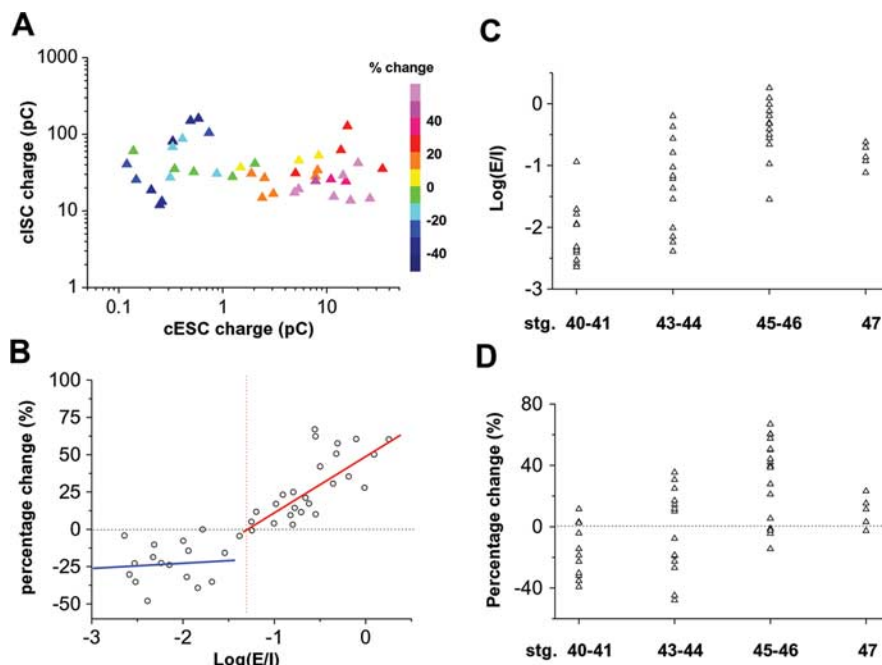 A
% change
cISC charge (pC)
1000
100
10
1
0.1
1
10
cESC charge (pC)
40
20
0
-20
-40
B
percentage change (%)
100
75
50
25
0
-25
-50
-3
-2
-1
0
Log(E/I)
C
Log(E/I)
0
-1
-2
-3
stg. 40-41 43-44 45-46 47
D
Percentage change (%)
80
40
0
-40
stg. 40-41 43-44 45-46 47